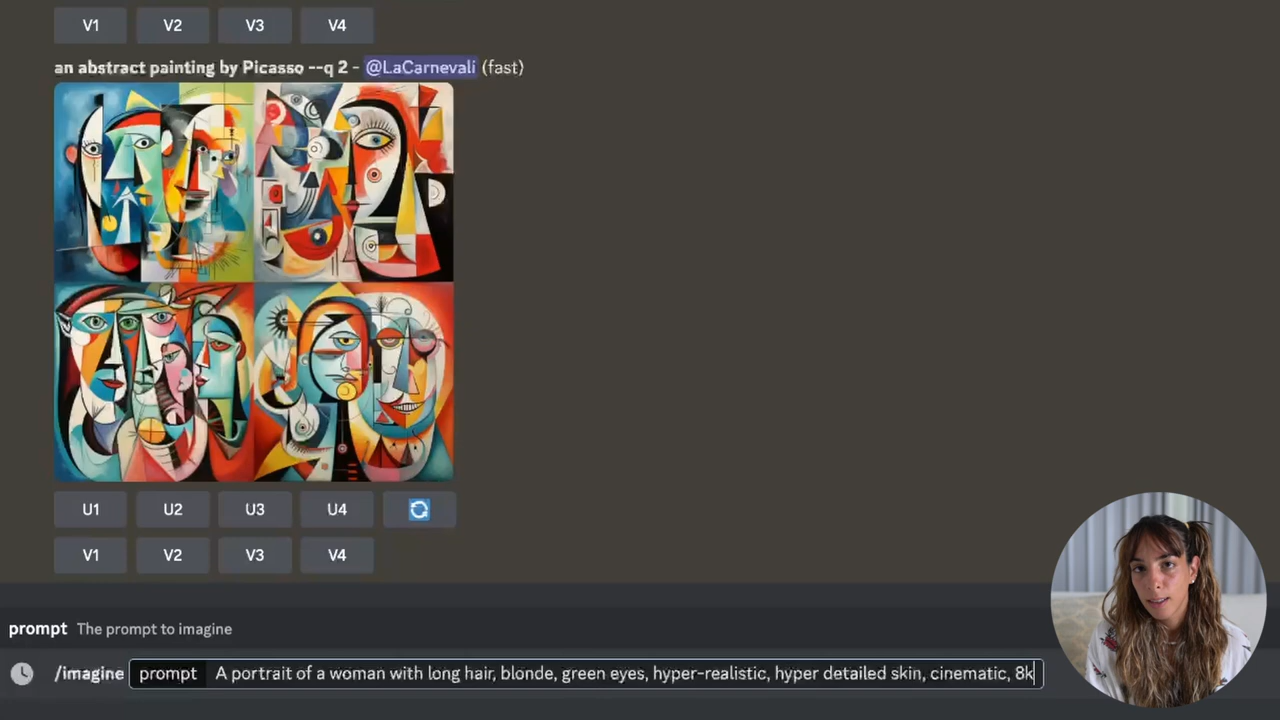 V1 V2 V3 V4
an abstract painting by Picasso --q 2 - @LaCarnevali (fast)
U1 U2 U3 U4
V1 V2 V3 V4
prompt The prompt to imagine
/imagine prompt A portrait of a woman with long hair, blonde, green eyes, hyper-realistic, hyper detailed skin, cinematic, 8k